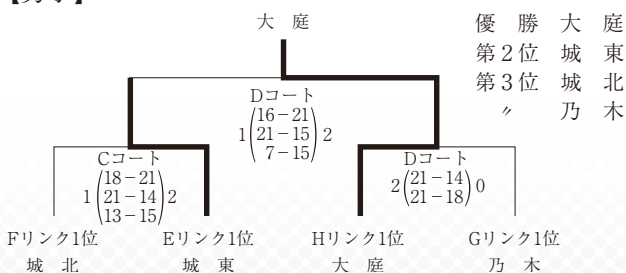 大庭
優勝 大庭
第2位 城東
第3位 城北
〃 乃木
Dコート
1(16－21 21－15 7－15)2
Cコート
1(18－21 21－14 13－15)2
Dコート
2(21－14 21－18)0
Fリンク1位 Eリンク1位 Hリンク1位 Gリンク1位
城北 城東 大庭 乃木